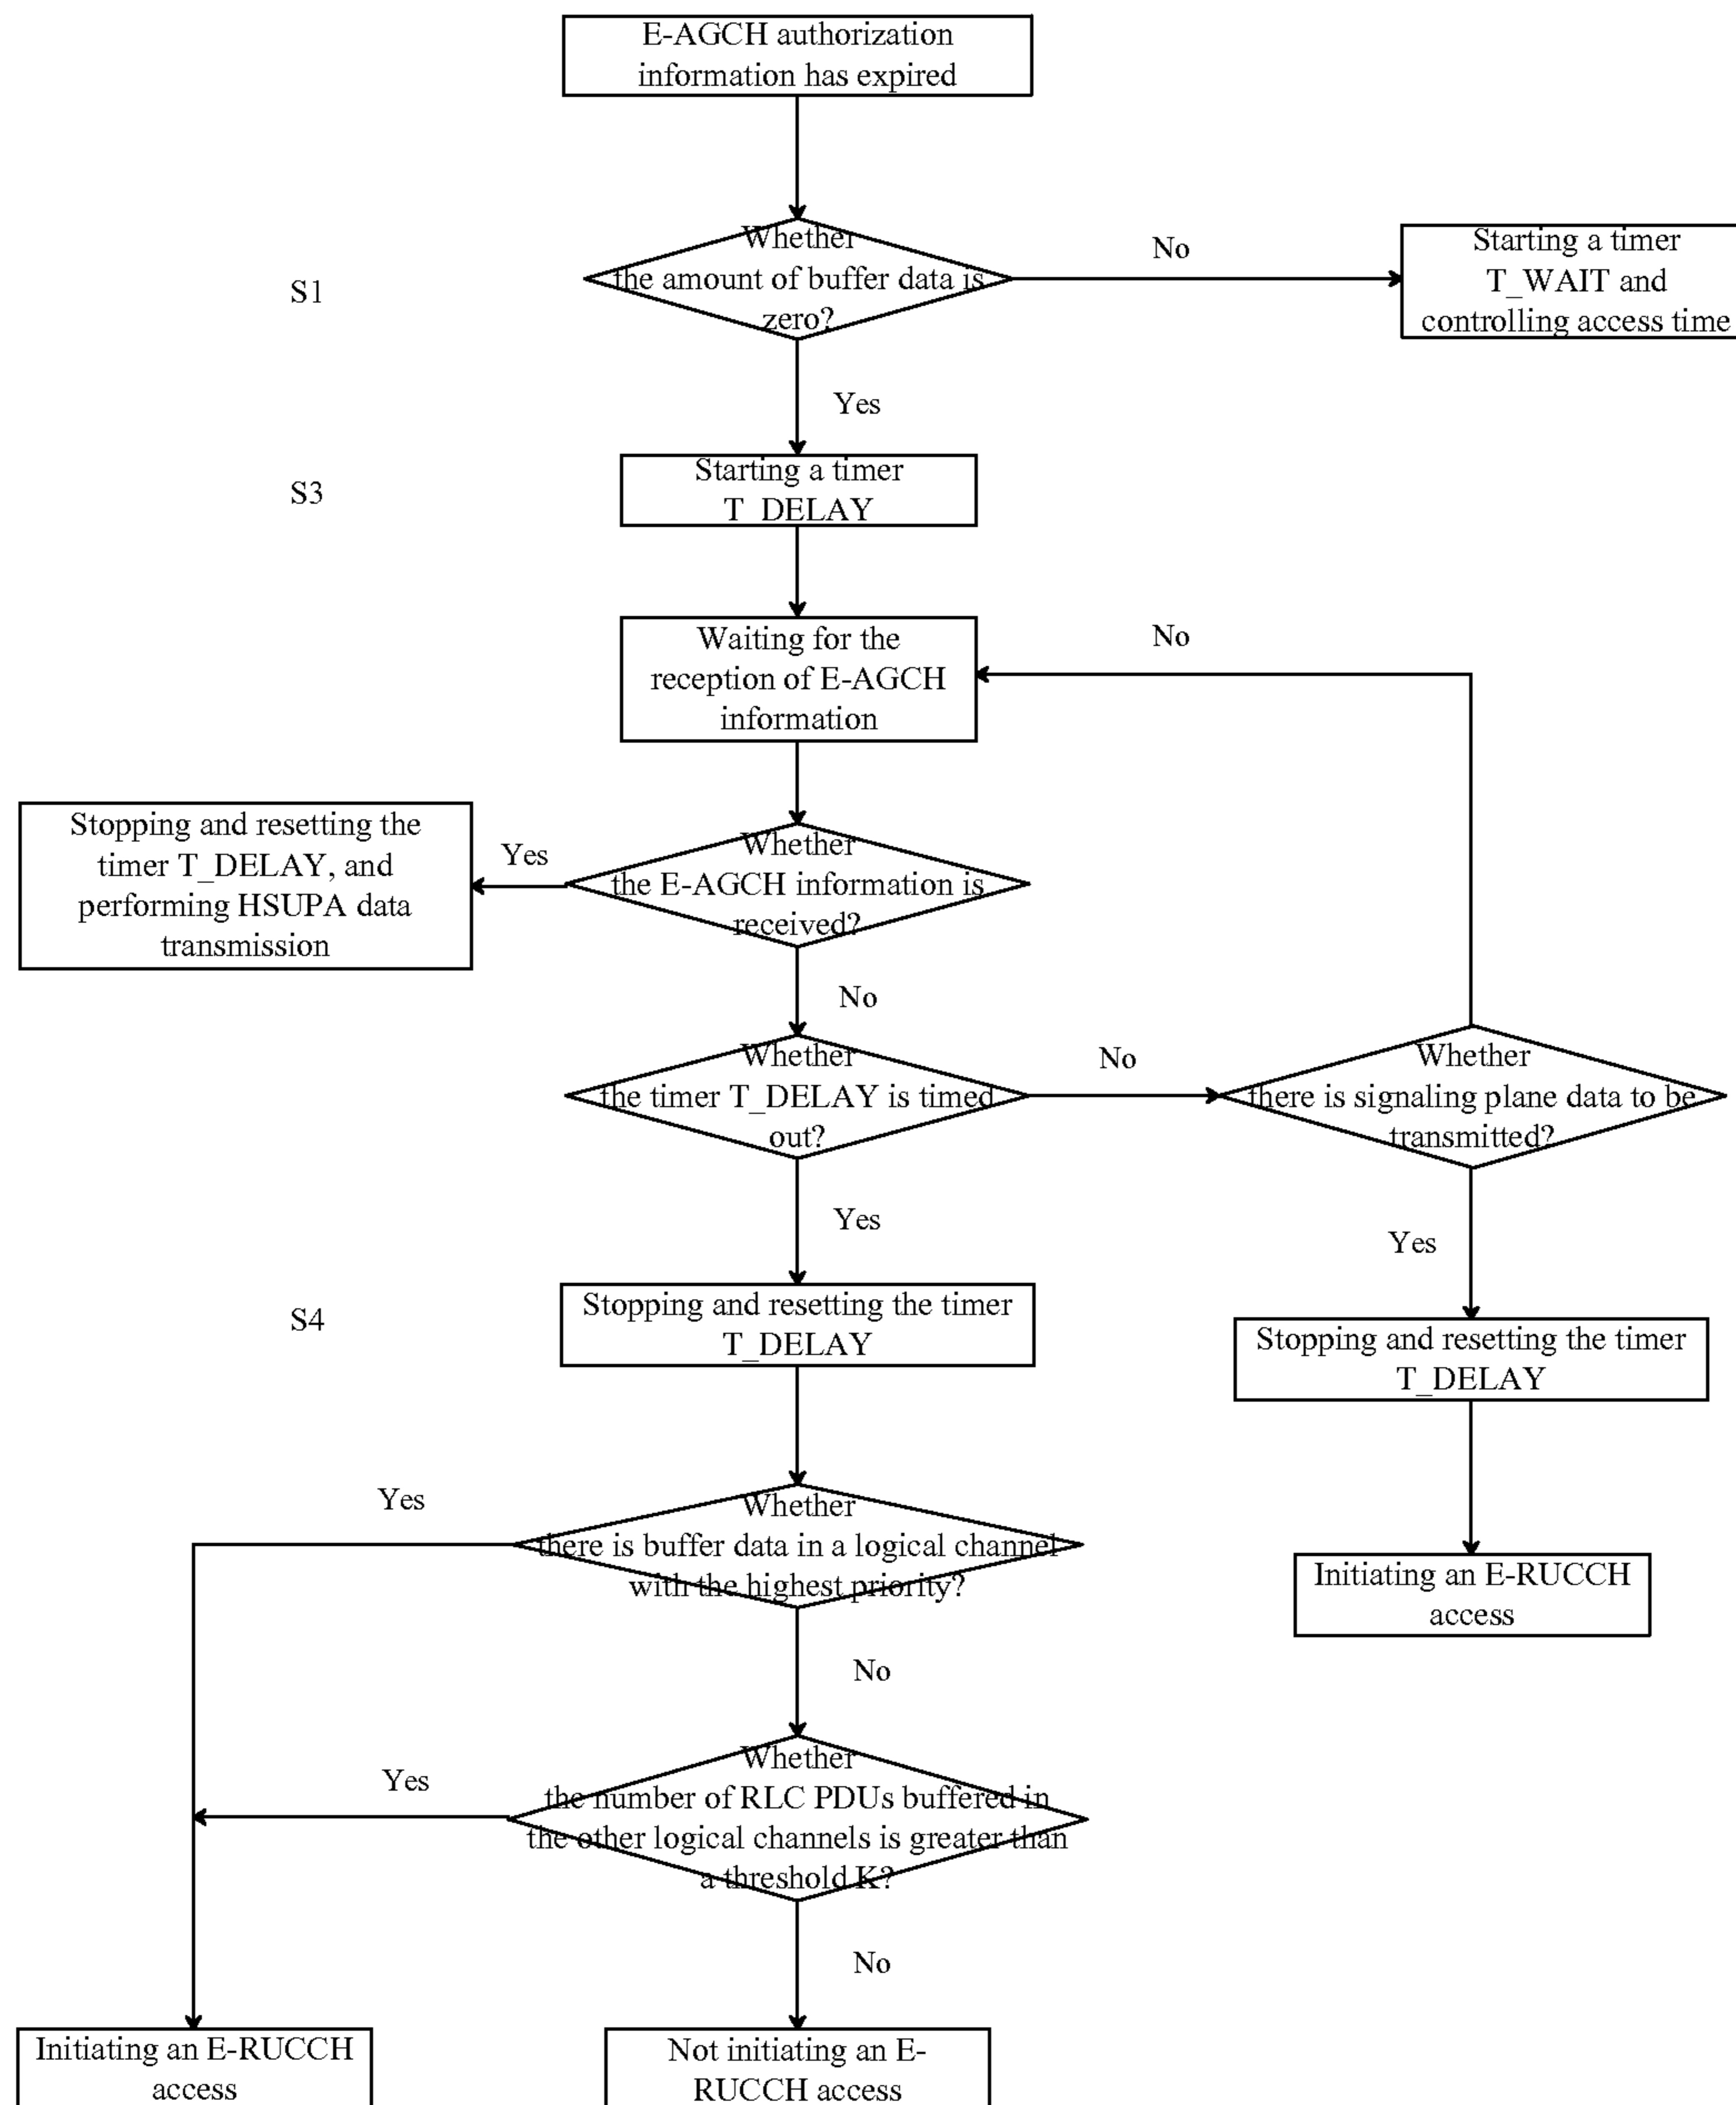 E-AGCH authorization
information has expired
Whether
the amount of buffer data is
zero?
No
Starting a timer
T_WAIT and
controlling access time
S1
Yes
S3
Starting a timer
T_DELAY
Waiting for the
reception of E-AGCH
information
No
Stopping and resetting the
timer T_DELAY, and
performing HSUPA data
transmission
Yes
Whether
the E-AGCH information is
received?
No
Whether
the timer T_DELAY is timed
out?
No
Whether
there is signaling plane data to be
transmitted?
Yes
Yes
S4
Stopping and resetting the timer
T_DELAY
Stopping and resetting the timer
T_DELAY
Yes
Whether
there is buffer data in a logical channel
with the highest priority?
Initiating an E-RUCCH
access
No
Yes
Whether
the number of RLC PDUs buffered in
the other logical channels is greater than
a threshold K?
No
Initiating an E-RUCCH
access
Not initiating an E-
RUCCH access